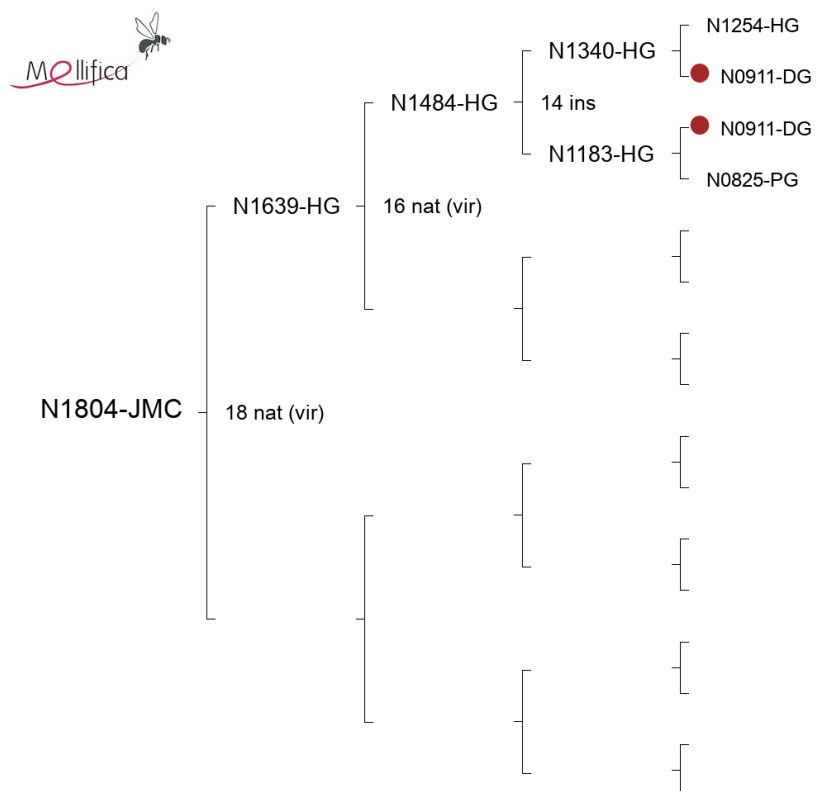 Mellifica
N1254-HG
N1340-HG
N0911-DG
N1484-HG
14 ins
N0911-DG
N1183-HG
N0825-PG
N1639-HG
16 nat (vir)
N1804-JMC
18 nat (vir)